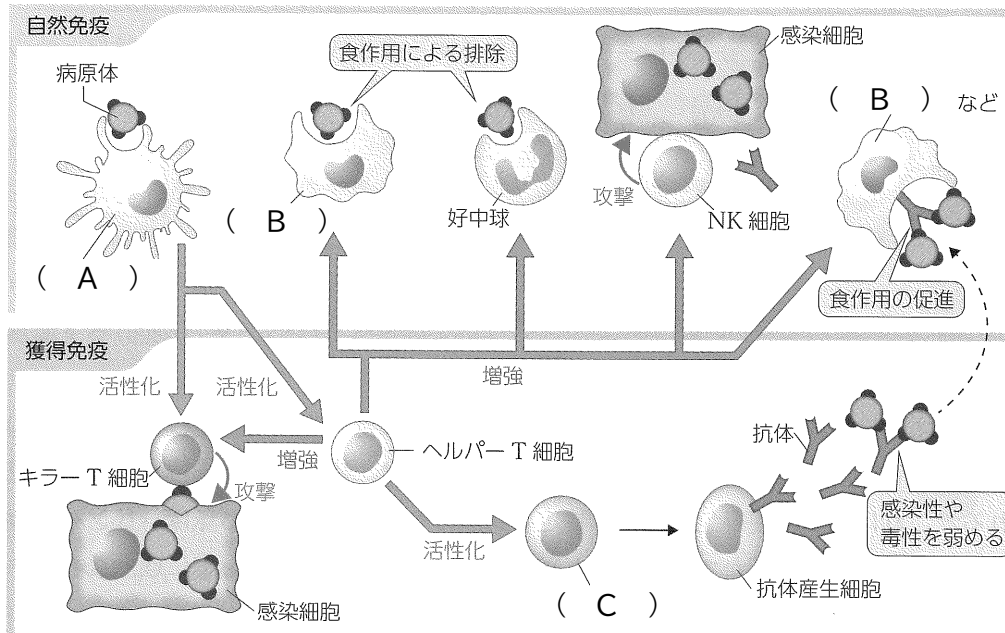 自然免疫
病原体
( A )
食作用による排除
( B )
好中球
感染細胞
攻撃
NK 細胞
( B ) など
食作用の促進
獲得免疫
活性化
活性化
増強
キラー T 細胞
増強
ヘルパー T 細胞
攻撃
感染細胞
活性化
( C )
抗体
抗体産生細胞
感染性や
毒性を弱める